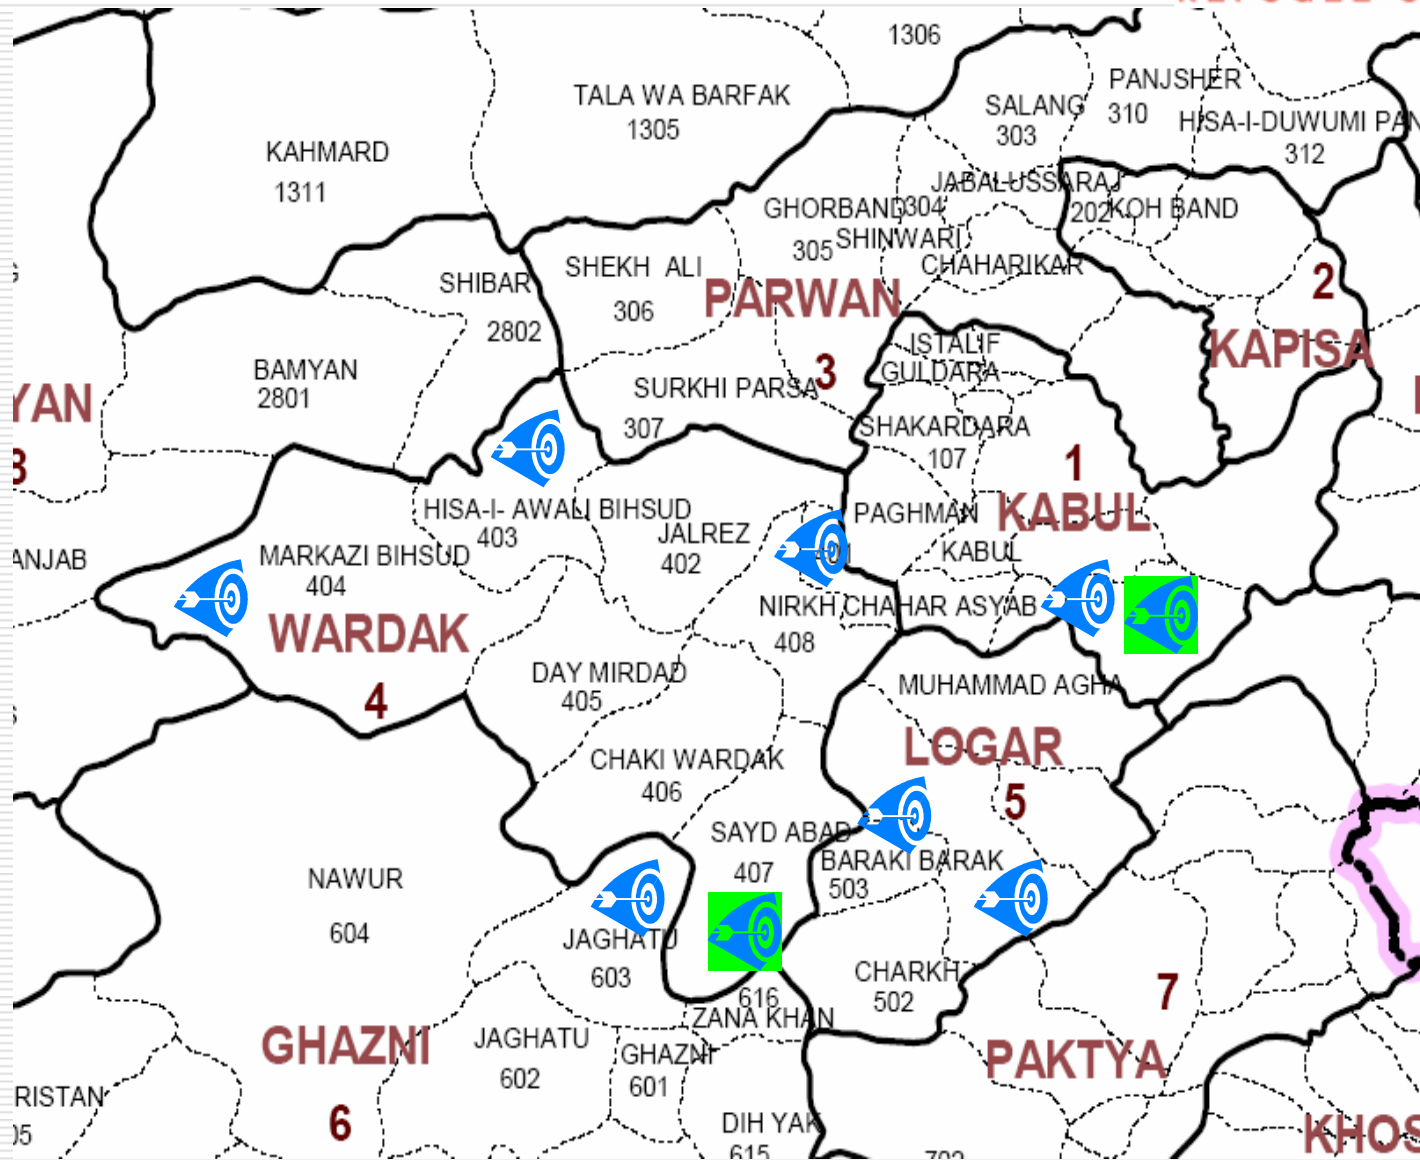 1306
TALA WA BARFAK
1305
PANJSHER
310
SALANG
303
HISA-I-DUWUMI PAN
312
KAHMARD
1311
JABALUSSARAJ
202
KOH BAND
GHORBAND
304
305
SHINWARI
CHAHARIKAR
SHEKH ALI
306
SHIBAR
2802
PARWAN
3
2
KAPISA
ISTALIF
GULDARA
BAMYAN
2801
YAN
SURKHI PARSA
307
SHAKARDARA
107
1
KABUL
HISA-I- AWALI BIHSUD
403
JALREZ
402
PAGHMAN
KABUL
ANJAB
MARKAZI BIHSUD
404
WARDAK
4
401
NIRKH
408
CHAHAR ASYAB
DAY MIRDAD
405
MUHAMMAD AGHA
LOGAR
5
CHAKI WARDAK
406
SAYD ABAD
407
BARAKI BARAK
503
NAWUR
604
JAGHATU
603
CHARKH
502
616
ZANA KHAN
7
PAKTYA
GHAZNI
6
JAGHATU
602
GHAZNI
601
RISTAN
05
DIH YAK
615
KHOS
702